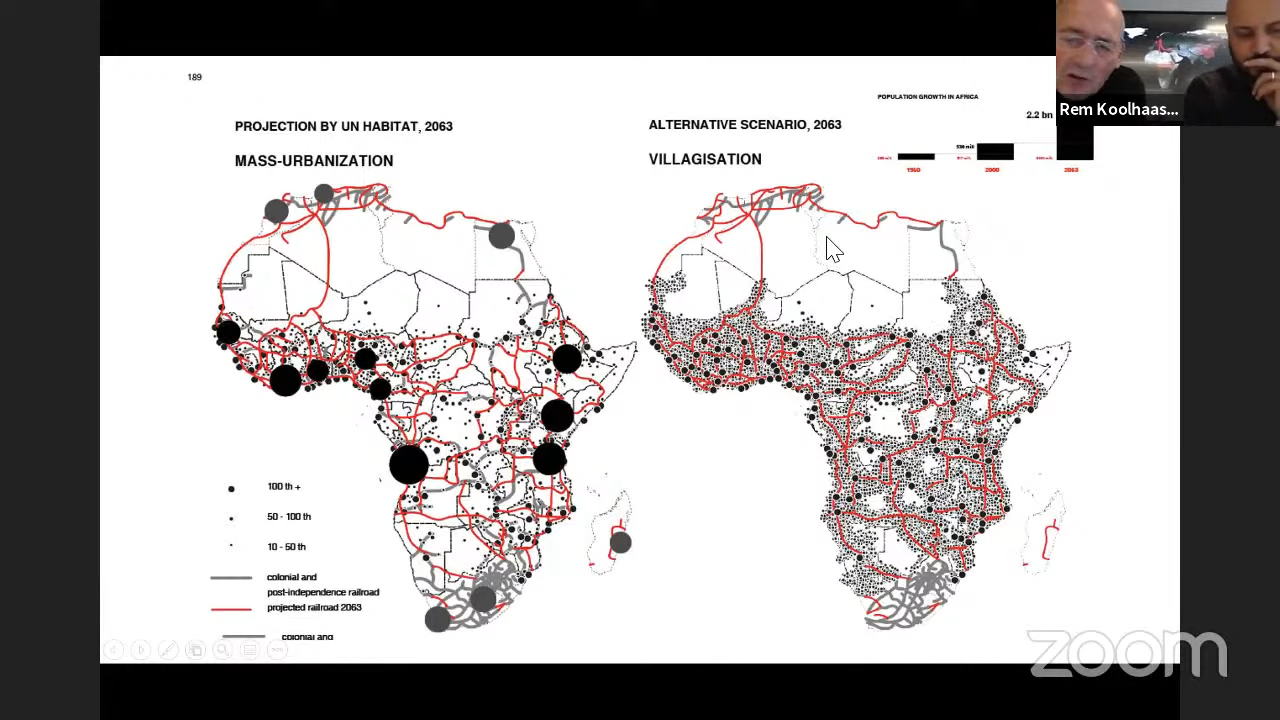 189
PROJECTION BY UN HABITAT, 2063
MASS-URBANIZATION
ALTERNATIVE SCENARIO, 2063
VILLAGISATION
POPULATION GROWTH IN AFRICA
2.2 bn
1950
2000
2063
100 th +
50 - 100 th
10 - 50 th
colonial and
post-independence railroad
projected railroad 2063
colonial and
Rem Koolhaas...
zoom